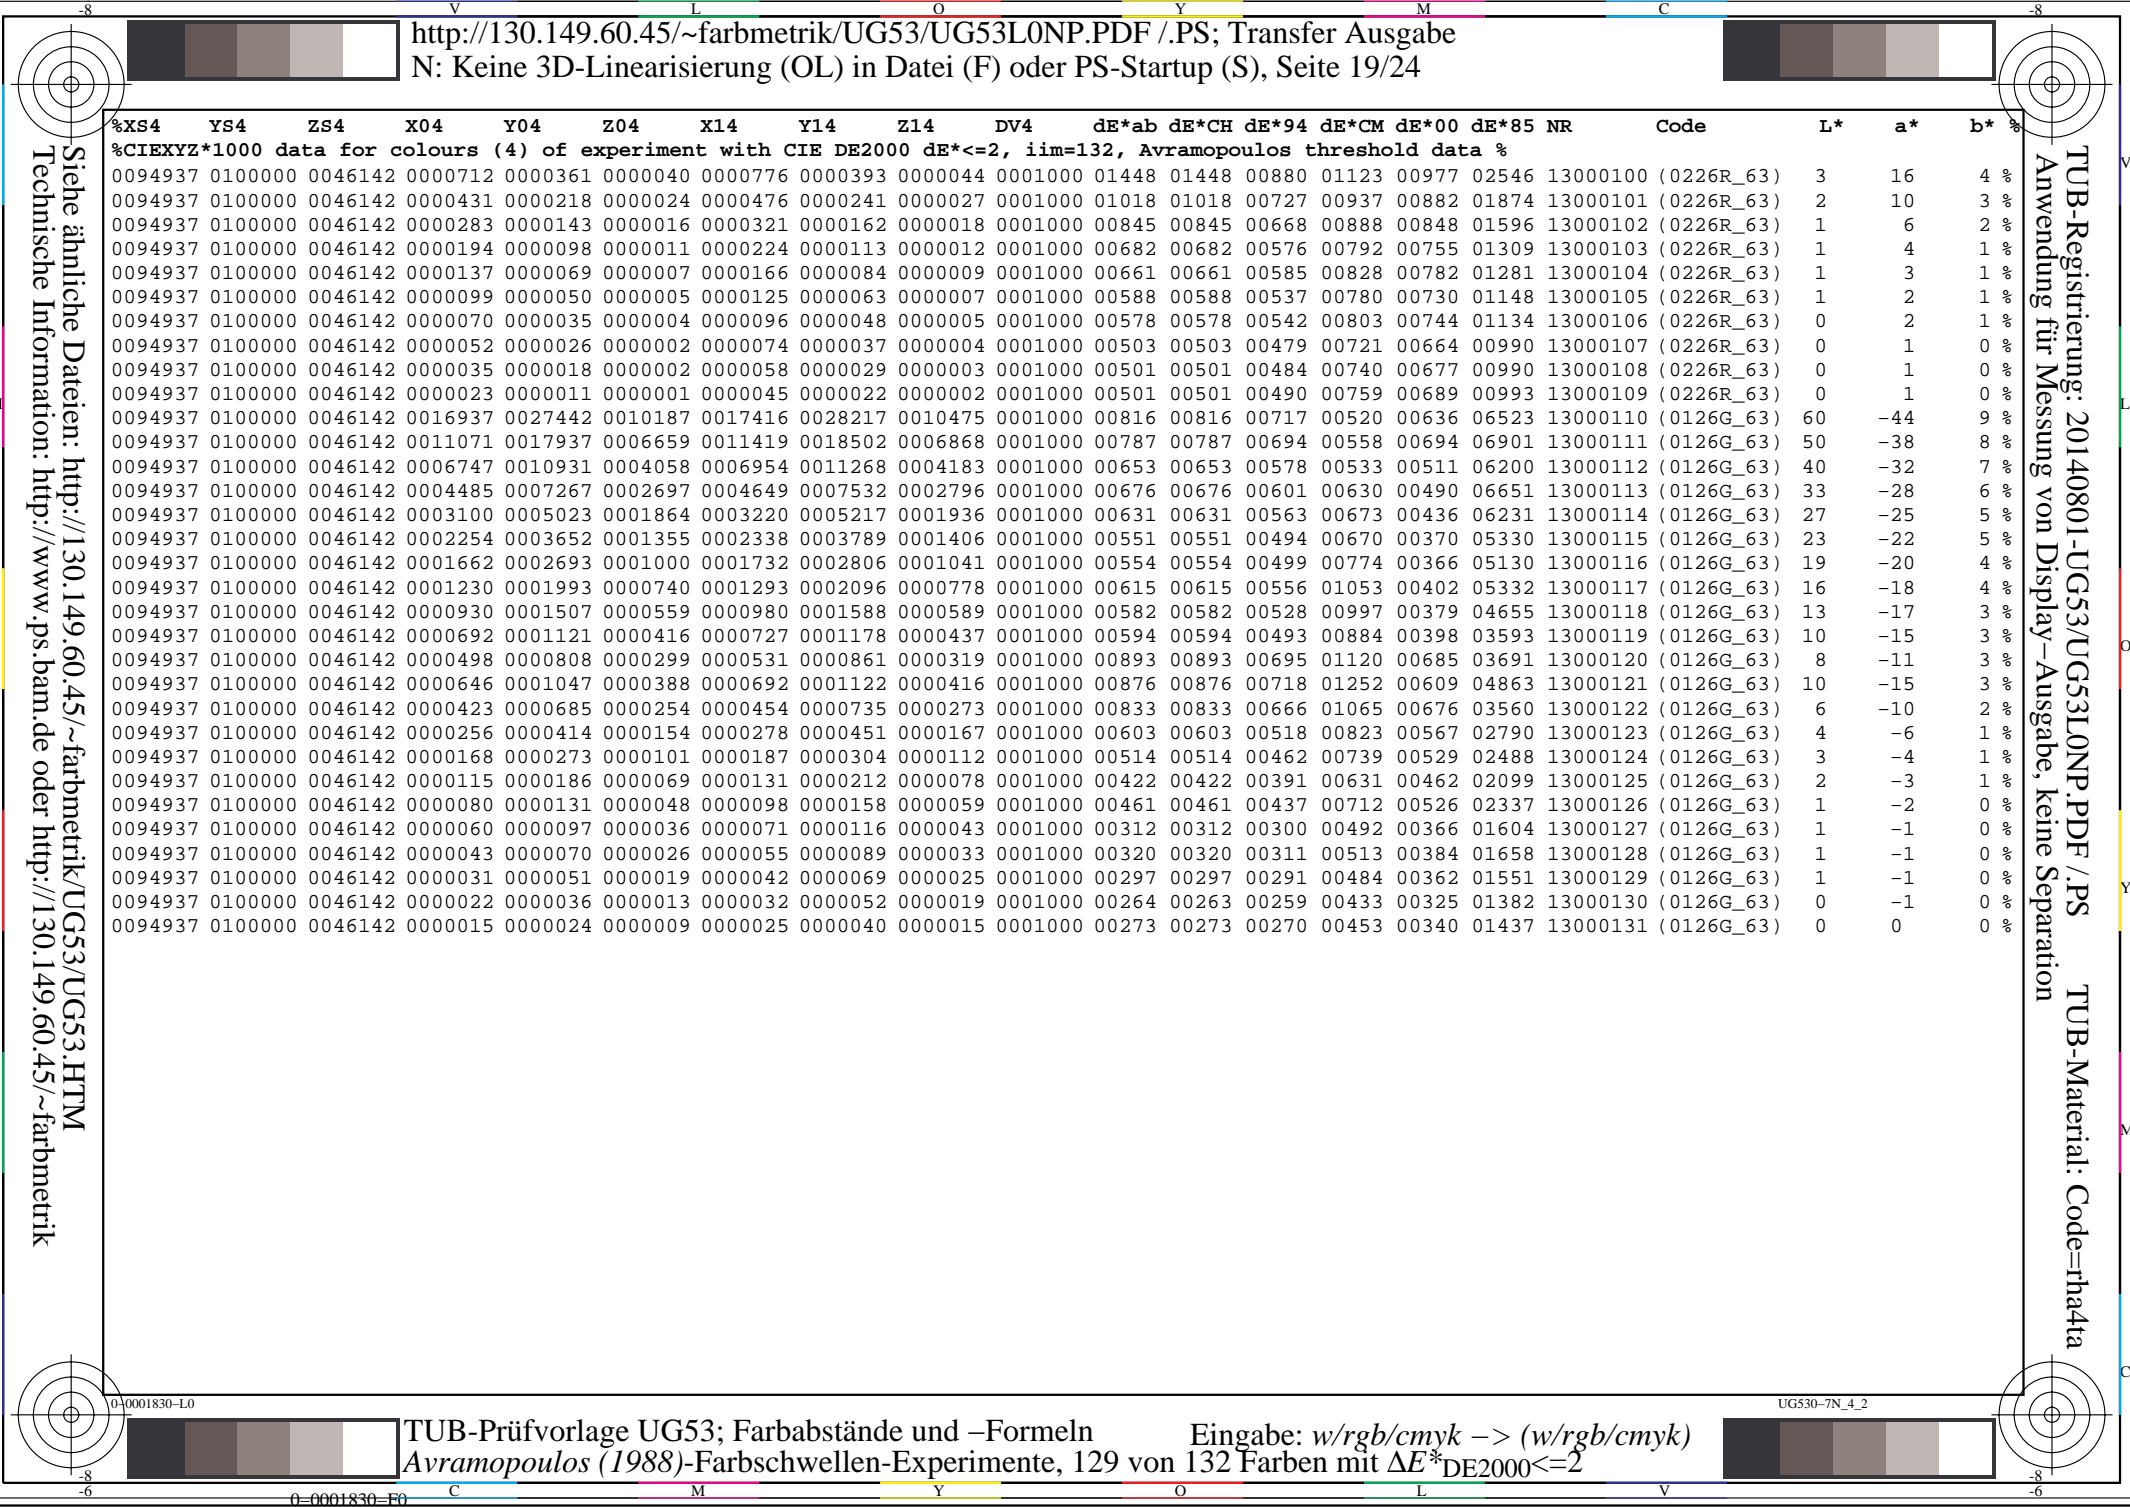 -8 V L O Y M C -8
http://130.149.60.45/~farbmetrik/UG53/UG53L0NP.PDF /.PS; Transfer Ausgabe
N: Keine 3D-Linearisierung (OL) in Datei (F) oder PS-Startup (S), Seite 19/24
%XS4 YS4 ZS4 X04 Y04 Z04 X14 Y14 Z14 DV4 dE*ab dE*CH dE*94 dE*CM dE*00 dE*85 NR Code L* a* b* %
%CIEXYZ*1000 data for colours (4) of experiment with CIE DE2000 dE*<=2, iim=132, Avramopoulos threshold data %
0094937 0100000 0046142 0000712 0000361 0000040 0000776 0000393 0000044 0001000 01448 01448 00880 01123 00977 02546 13000100 (0226R_63) 3 16 4 %
0094937 0100000 0046142 0000431 0000218 0000024 0000476 0000241 0000027 0001000 01018 01018 00727 00937 00882 01874 13000101 (0226R_63) 2 10 3 %
0094937 0100000 0046142 0000283 0000143 0000016 0000321 0000162 0000018 0001000 00845 00845 00668 00888 00848 01596 13000102 (0226R_63) 1 6 2 %
0094937 0100000 0046142 0000194 0000098 0000011 0000224 0000113 0000012 0001000 00682 00682 00576 00792 00755 01309 13000103 (0226R_63) 1 4 1 %
0094937 0100000 0046142 0000137 0000069 0000007 0000166 0000084 0000009 0001000 00661 00661 00585 00828 00782 01281 13000104 (0226R_63) 1 3 1 %
0094937 0100000 0046142 0000099 0000050 0000005 0000125 0000063 0000007 0001000 00588 00588 00537 00780 00730 01148 13000105 (0226R_63) 1 2 1 %
0094937 0100000 0046142 0000070 0000035 0000004 0000096 0000048 0000005 0001000 00578 00578 00542 00803 00744 01134 13000106 (0226R_63) 0 2 1 %
0094937 0100000 0046142 0000052 0000026 0000002 0000074 0000037 0000004 0001000 00503 00503 00479 00721 00664 00990 13000107 (0226R_63) 0 1 0 %
0094937 0100000 0046142 0000035 0000018 0000002 0000058 0000029 0000003 0001000 00501 00501 00484 00740 00677 00990 13000108 (0226R_63) 0 1 0 %
0094937 0100000 0046142 0000023 0000011 0000001 0000045 0000022 0000002 0001000 00501 00501 00490 00759 00689 00993 13000109 (0226R_63) 0 1 0 %
0094937 0100000 0046142 0016937 0027442 0010187 0017416 0028217 0010475 0001000 00816 00816 00717 00520 00636 06523 13000110 (0126G_63) 60 −44 9 %
0094937 0100000 0046142 0011071 0017937 0006659 0011419 0018502 0006868 0001000 00787 00787 00694 00558 00694 06901 13000111 (0126G_63) 50 −38 8 %
0094937 0100000 0046142 0006747 0010931 0004058 0006954 0011268 0004183 0001000 00653 00653 00578 00533 00511 06200 13000112 (0126G_63) 40 −32 7 %
0094937 0100000 0046142 0004485 0007267 0002697 0004649 0007532 0002796 0001000 00676 00676 00601 00630 00490 06651 13000113 (0126G_63) 33 −28 6 %
0094937 0100000 0046142 0003100 0005023 0001864 0003220 0005217 0001936 0001000 00631 00631 00563 00673 00436 06231 13000114 (0126G_63) 27 −25 5 %
0094937 0100000 0046142 0002254 0003652 0001355 0002338 0003789 0001406 0001000 00551 00551 00494 00670 00370 05330 13000115 (0126G_63) 23 −22 5 %
0094937 0100000 0046142 0001662 0002693 0001000 0001732 0002806 0001041 0001000 00554 00554 00499 00774 00366 05130 13000116 (0126G_63) 19 −20 4 %
0094937 0100000 0046142 0001230 0001993 0000740 0001293 0002096 0000778 0001000 00615 00615 00556 01053 00402 05332 13000117 (0126G_63) 16 −18 4 %
0094937 0100000 0046142 0000930 0001507 0000559 0000980 0001588 0000589 0001000 00582 00582 00528 00997 00379 04655 13000118 (0126G_63) 13 −17 3 %
0094937 0100000 0046142 0000692 0001121 0000416 0000727 0001178 0000437 0001000 00594 00594 00493 00884 00398 03593 13000119 (0126G_63) 10 −15 3 %
0094937 0100000 0046142 0000498 0000808 0000299 0000531 0000861 0000319 0001000 00893 00893 00695 01120 00685 03691 13000120 (0126G_63) 8 −11 3 %
0094937 0100000 0046142 0000646 0001047 0000388 0000692 0001122 0000416 0001000 00876 00876 00718 01252 00609 04863 13000121 (0126G_63) 10 −15 3 %
0094937 0100000 0046142 0000423 0000685 0000254 0000454 0000735 0000273 0001000 00833 00833 00666 01065 00676 03560 13000122 (0126G_63) 6 −10 2 %
0094937 0100000 0046142 0000256 0000414 0000154 0000278 0000451 0000167 0001000 00603 00603 00518 00823 00567 02790 13000123 (0126G_63) 4 −6 1 %
0094937 0100000 0046142 0000168 0000273 0000101 0000187 0000304 0000112 0001000 00514 00514 00462 00739 00529 02488 13000124 (0126G_63) 3 −4 1 %
0094937 0100000 0046142 0000115 0000186 0000069 0000131 0000212 0000078 0001000 00422 00422 00391 00631 00462 02099 13000125 (0126G_63) 2 −3 1 %
0094937 0100000 0046142 0000080 0000131 0000048 0000098 0000158 0000059 0001000 00461 00461 00437 00712 00526 02337 13000126 (0126G_63) 1 −2 0 %
0094937 0100000 0046142 0000060 0000097 0000036 0000071 0000116 0000043 0001000 00312 00312 00300 00492 00366 01604 13000127 (0126G_63) 1 −1 0 %
0094937 0100000 0046142 0000043 0000070 0000026 0000055 0000089 0000033 0001000 00320 00320 00311 00513 00384 01658 13000128 (0126G_63) 1 −1 0 %
0094937 0100000 0046142 0000031 0000051 0000019 0000042 0000069 0000025 0001000 00297 00297 00291 00484 00362 01551 13000129 (0126G_63) 1 −1 0 %
0094937 0100000 0046142 0000022 0000036 0000013 0000032 0000052 0000019 0001000 00264 00263 00259 00433 00325 01382 13000130 (0126G_63) 0 −1 0 %
0094937 0100000 0046142 0000015 0000024 0000009 0000025 0000040 0000015 0001000 00273 00273 00270 00453 00340 01437 13000131 (0126G_63) 0 0 0 %
Siehe ähnliche Dateien: http://130.149.60.45/~farbmetrik/UG53/UG53.HTM
Technische Information: http://www.ps.bam.de oder http://130.149.60.45/~farbmetrik
TUB-Registrierung: 20140801-UG53/UG53L0NP.PDF /.PS TUB-Material: Code=rha4ta
Anwendung für Messung von Display−Ausgabe, keine Separation
V
L
O
Y
M
C
0−0001830−L0
UG530−7N_4_2
TUB-Prüfvorlage UG53; Farbabstände und −Formeln Eingabe: w/rgb/cmyk −> (w/rgb/cmyk)
Avramopoulos (1988)-Farbschwellen-Experimente, 129 von 132 Farben mit ΔE*DE2000<=2
-8 -8
-6 C M Y O L V -6
0−0001830−F0